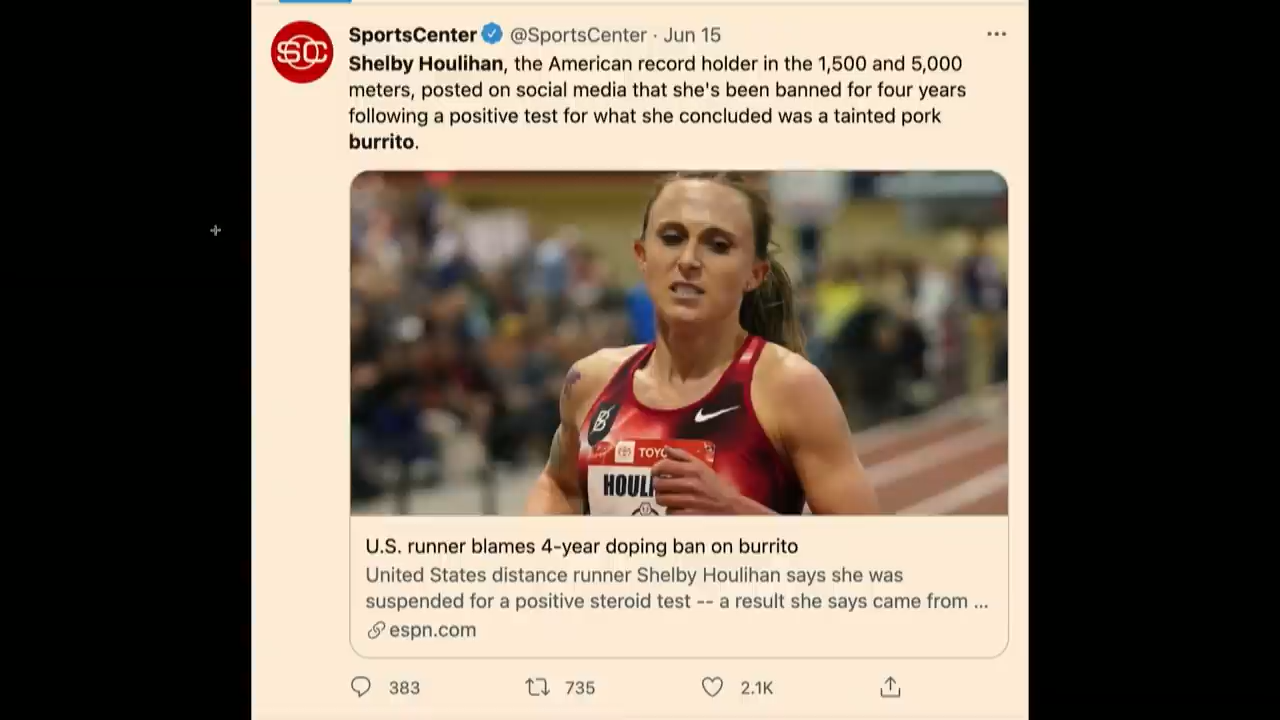 SC
SportsCenter @SportsCenter · Jun 15
Shelby Houlihan, the American record holder in the 1,500 and 5,000
meters, posted on social media that she's been banned for four years
following a positive test for what she concluded was a tainted pork
burrito.
TOYO
HOULI
U.S. runner blames 4-year doping ban on burrito
United States distance runner Shelby Houlihan says she was
suspended for a positive steroid test -- a result she says came from ...
espn.com
383 735 2.1K